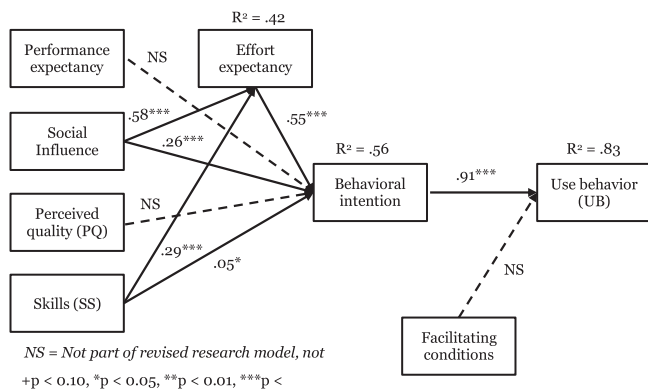 R² = .42
Performance
expectancy
NS
Effort
expectancy
.58***
.55***
Social
Influence
.26***
R² = .56
R² = .83
Behavioral
intention
.91***
Use behavior
(UB)
Perceived
quality (PQ)
NS
.29***
.05*
NS
Skills (SS)
Facilitating
conditions
NS = Not part of revised research model, not
+p < 0.10, *p < 0.05, **p < 0.01, ***p <